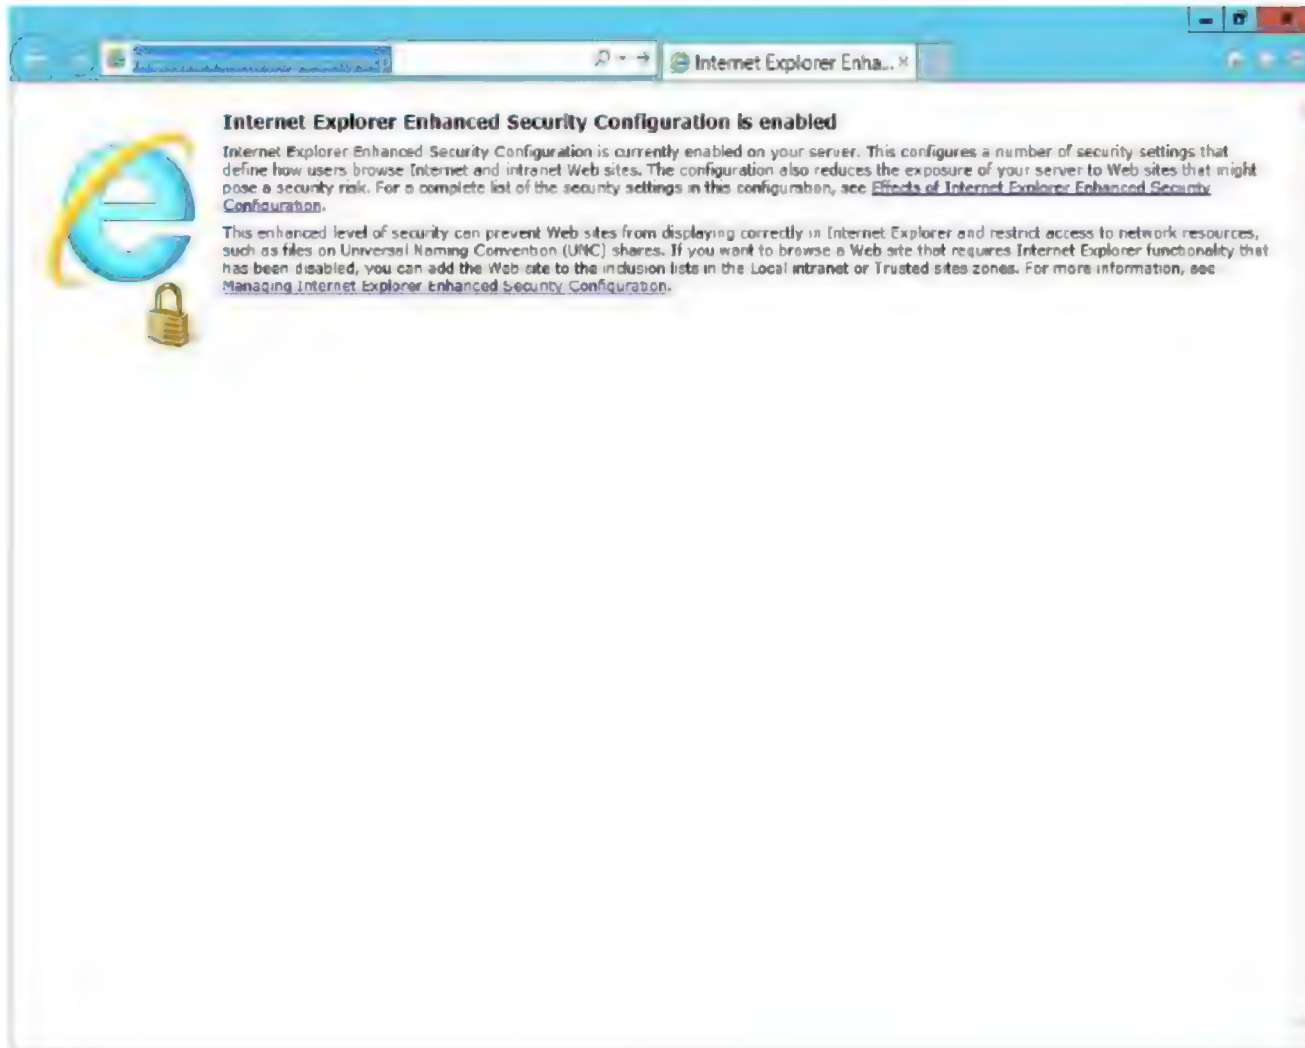 Internet Explorer Enha...
Internet Explorer Enhanced Security Configuration is enabled
Internet Explorer Enhanced Security Configuration is currently enabled on your server. This configures a number of security settings that
define how users browse Internet and intranet Web sites. The configuration also reduces the exposure of your server to Web sites that might
pose a security risk. For a complete list of the security settings in this configuration, see Effects of Internet Explorer Enhanced Security
Configuration.
This enhanced level of security can prevent Web sites from displaying correctly in Internet Explorer and restrict access to network resources,
such as files on Universal Naming Convention (UNC) shares. If you want to browse a Web site that requires Internet Explorer functionality that
has been disabled, you can add the Web site to the inclusion lists in the Local intranet or Trusted sites zones. For more information, see
Managing Internet Explorer Enhanced Security Configuration.